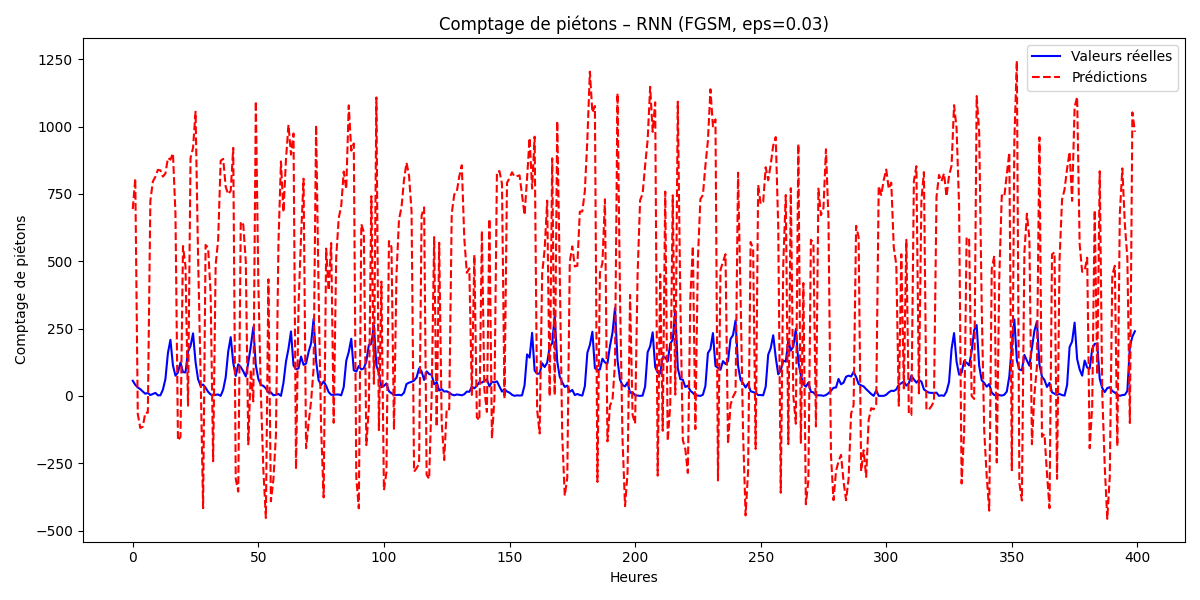 Comptage de piétons – RNN (FGSM, eps=0.03)
Valeurs réelles
Prédictions
Comptage de piétons
1250
1000
750
500
250
0
−250
−500
0 50 100 150 200 250 300 350 400
Heures